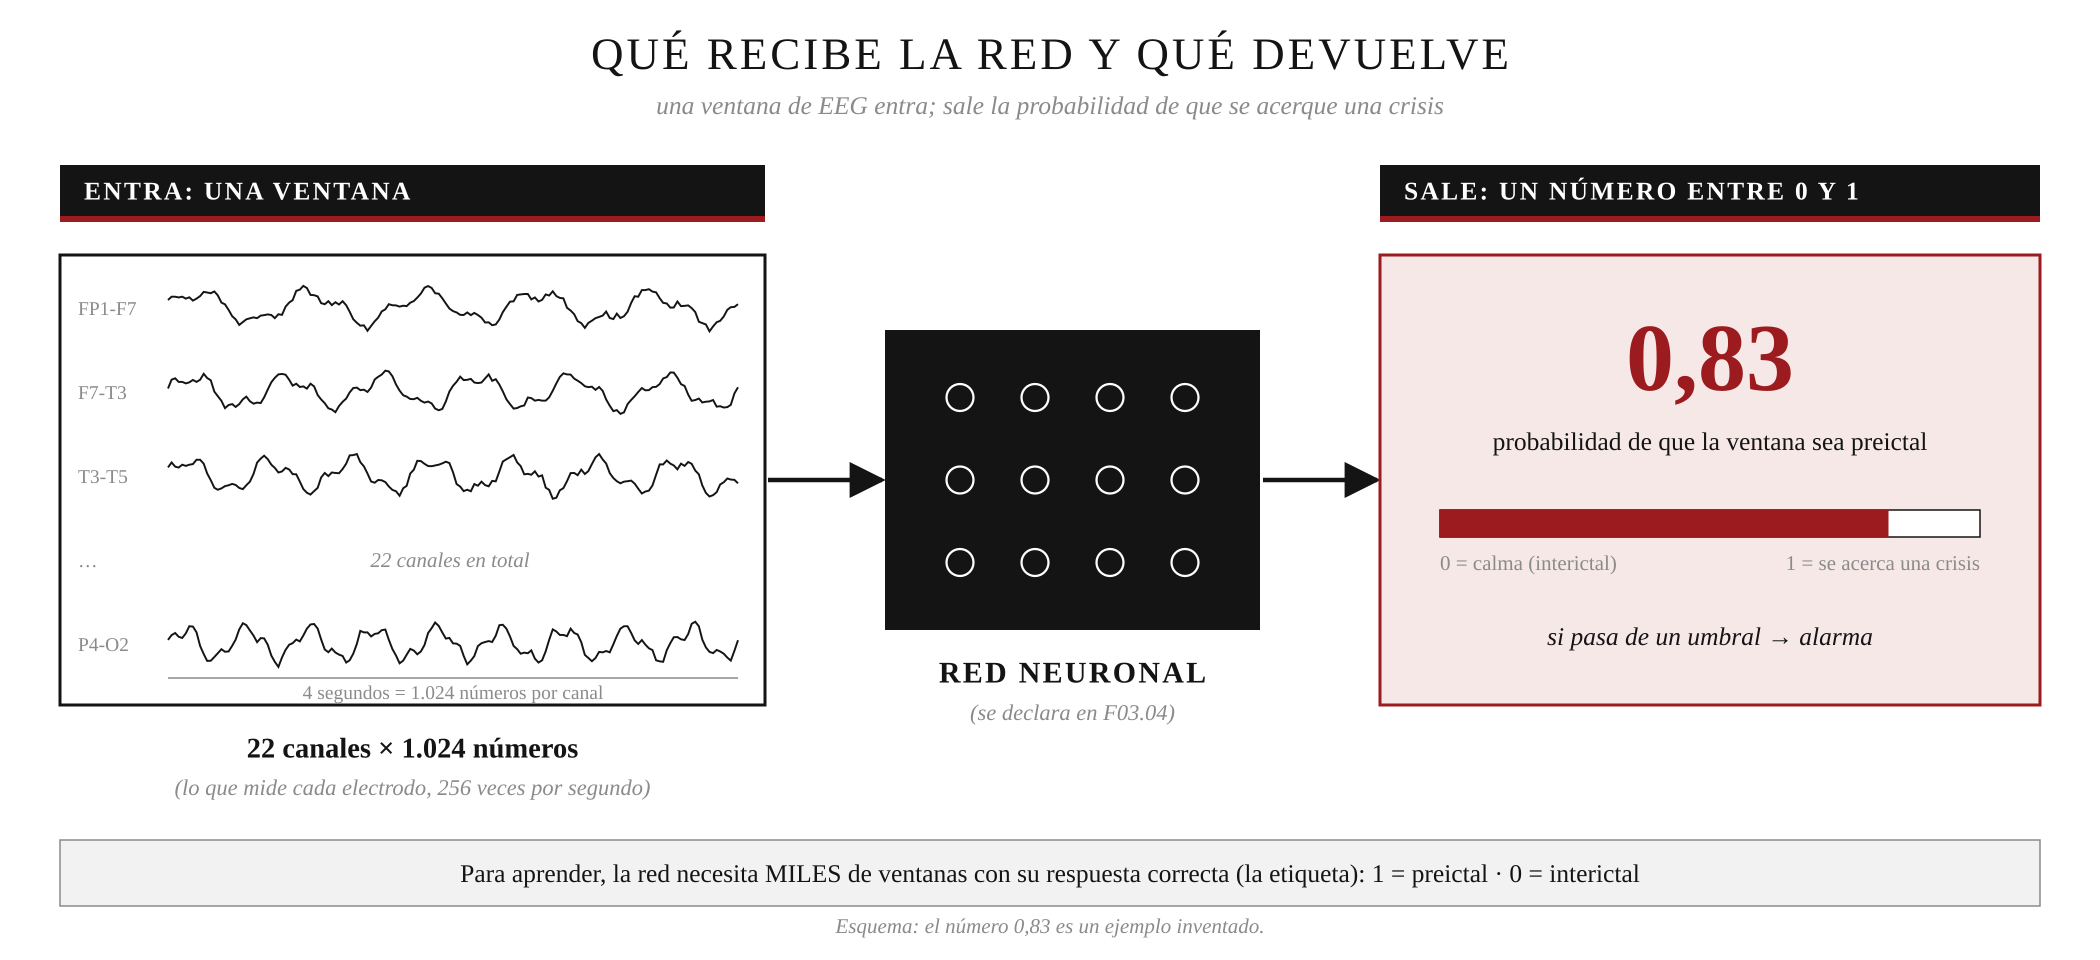 QUÉ RECIBE LA RED Y QUÉ DEVUELVE
una ventana de EEG entra; sale la probabilidad de que se acerque una crisis
ENTRA: UNA VENTANA
FP1-F7
F7-T3
T3-T5
…
22 canales en total
P4-O2
4 segundos = 1.024 números por canal
22 canales × 1.024 números
(lo que mide cada electrodo, 256 veces por segundo)
RED NEURONAL
(se declara en F03.04)
SALE: UN NÚMERO ENTRE 0 Y 1
0,83
probabilidad de que la ventana sea preictal
0 = calma (interictal)
1 = se acerca una crisis
si pasa de un umbral → alarma
Para aprender, la red necesita MILES de ventanas con su respuesta correcta (la etiqueta): 1 = preictal · 0 = interictal
Esquema: el número 0,83 es un ejemplo inventado.